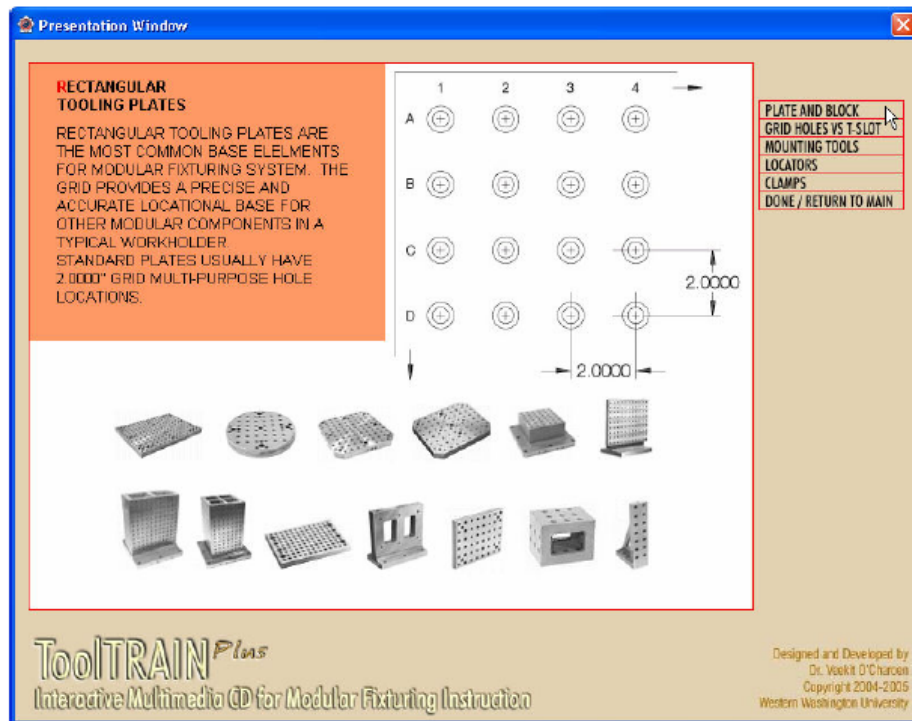 Presentation Window
RECTANGULAR
TOOLING PLATES
RECTANGULAR TOOLING PLATES ARE
THE MOST COMMON BASE ELELMENTS
FOR MODULAR FIXTURING SYSTEM. THE
GRID PROVIDES A PRECISE AND
ACCURATE LOCATIONAL BASE FOR
OTHER MODULAR COMPONENTS IN A
TYPICAL WORKHOLDER.
STANDARD PLATES USUALLY HAVE
2.0000" GRID MULTI-PURPOSE HOLE
LOCATIONS.
1 2 3 4
A
B
C
D
2.0000
2.0000
PLATE AND BLOCK
GRID HOLES VS T-SLOT
MOUNTING TOOLS
LOCATORS
CLAMPS
DONE / RETURN TO MAIN
ToolTRAIN Plus
Interactive Multimedia CD for Modular Fixturing Instruction
Designed and Developed by
Dr. Veekit O'Charoen
Copyright 2004-2005
Western Washington University